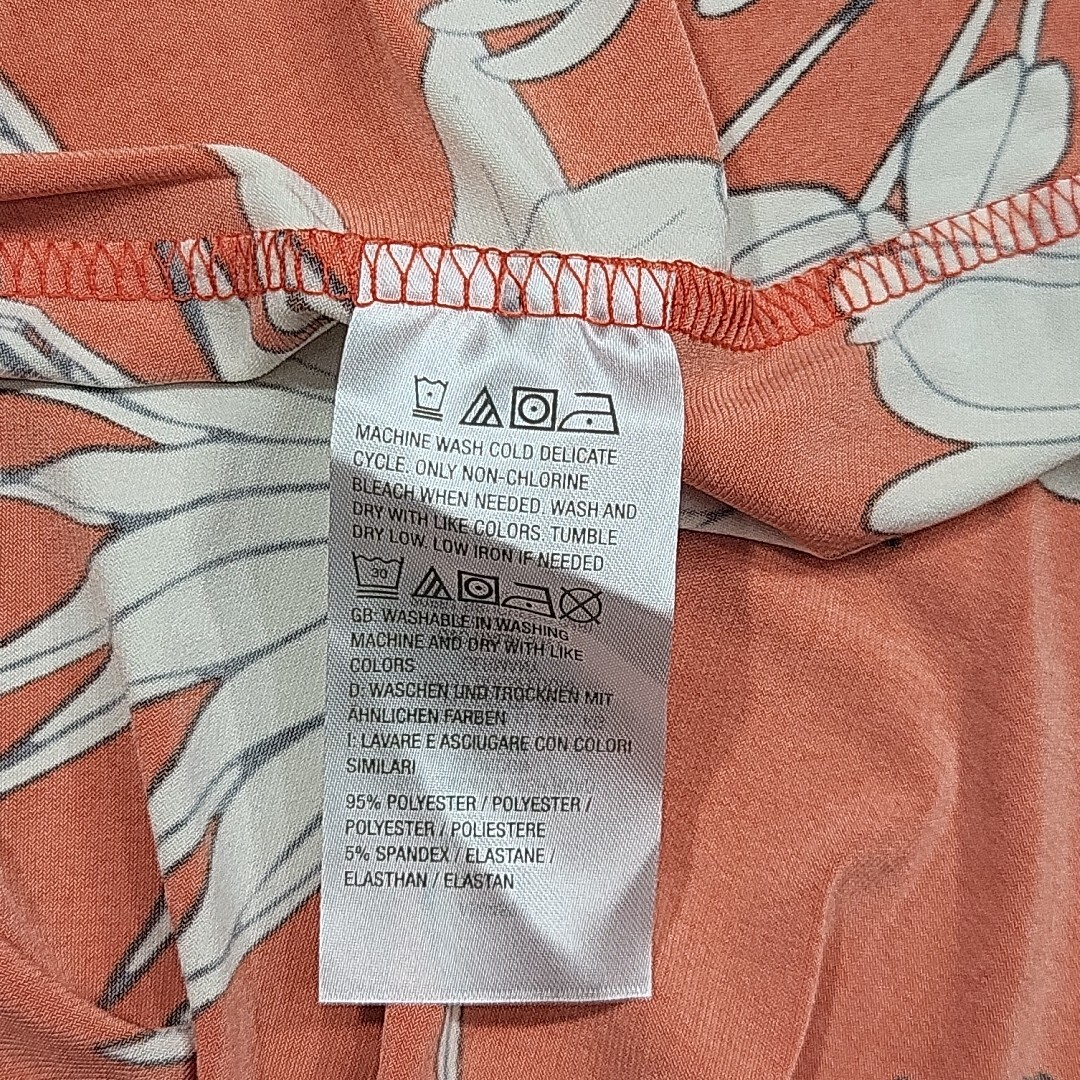 MACHINE WASH COLD DELICATE
CYCLE. ONLY NON-CHLORINE
BLEACH WHEN NEEDED. WASH AND
DRY WITH LIKE COLORS. TUMBLE
DRY LOW. LOW IRON IF NEEDED
30
GB: WASHABLE IN WASHING
MACHINE AND DRY WITH LIKE
COLORS
D: WASCHEN UND TROCKNEN MIT
ÄHNLICHEN FARBEN
I: LAVARE E ASCIUGARE CON COLORI
SIMILARI
95% POLYESTER / POLYESTER /
POLYESTER / POLIESTERE
5% SPANDEX / ELASTANE /
ELASTHAN / ELASTAN